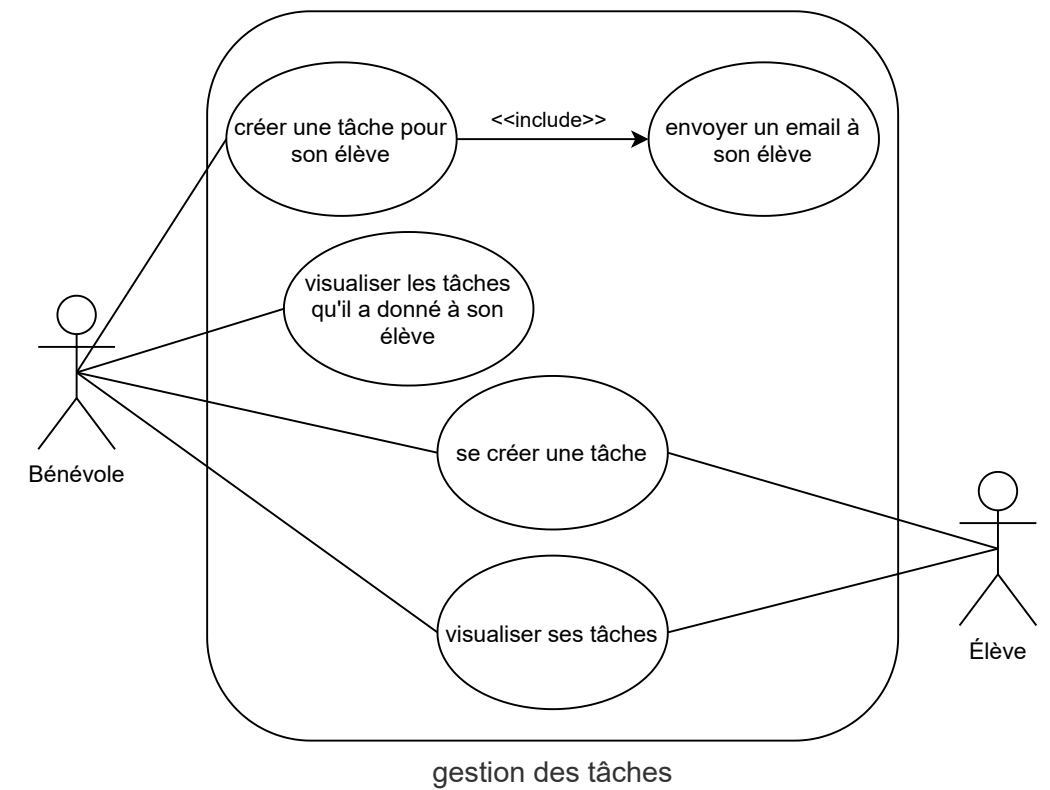 créer une tâche pour
son élève
<<include>>
envoyer un email à
son élève
visualiser les tâches
qu'il a donné à son
élève
se créer une tâche
visualiser ses tâches
Bénévole
Élève
gestion des tâches